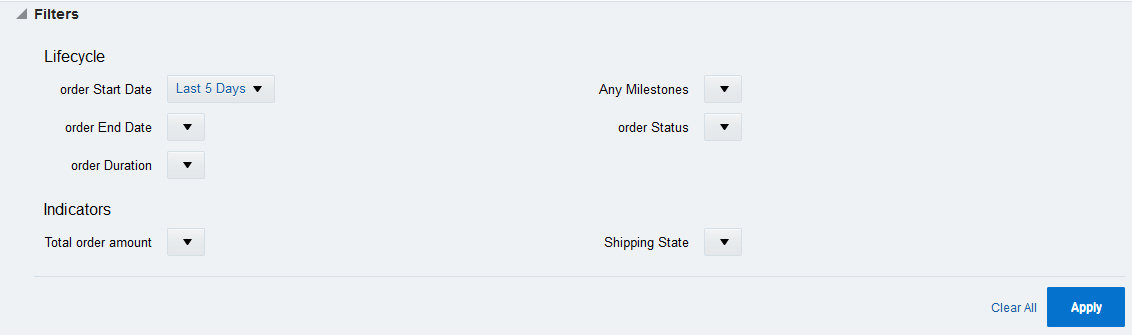 Filters
Lifecycle
order Start Date Last 5 Days Any Milestones
order End Date order Status
order Duration
Indicators
Total order amount Shipping State
Clear All Apply